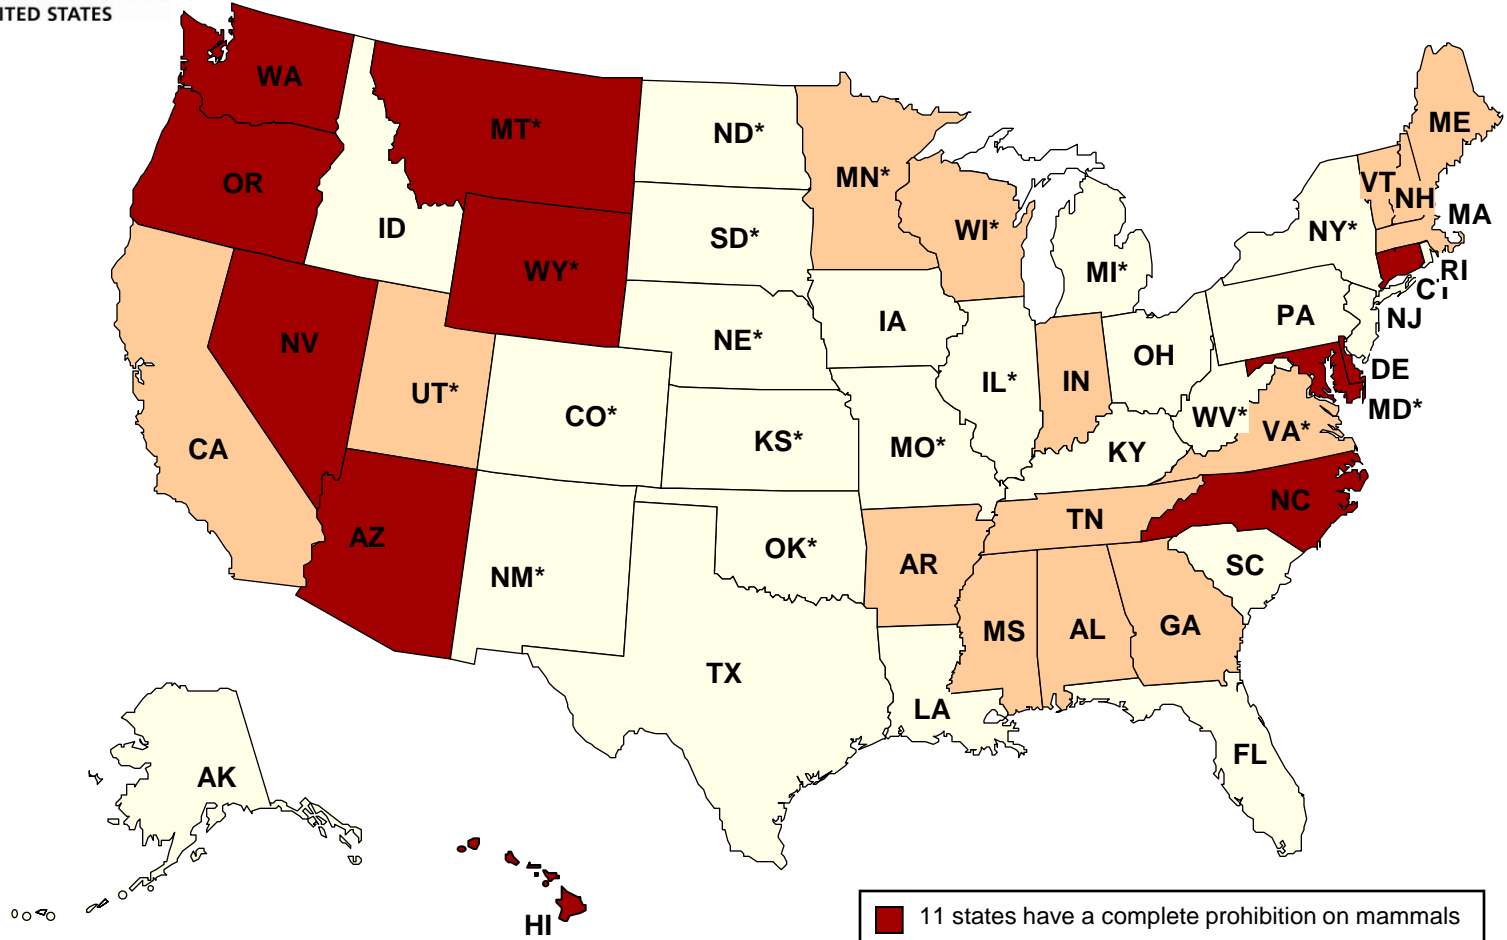 ITED STATES
WA
MT*
ND*
MN*
ME
VT
NH
MA
OR
ID
SD*
WI*
NY*
WY*
MI*
RI
CT
NV
NE*
IA
PA
NJ
UT*
IL*
IN
OH
DE
CO*
WV*
MD*
CA
KS*
MO*
KY
VA*
AZ
NM*
OK*
TN
NC
AR
SC
MS
AL
GA
TX
LA
FL
AK
HI
11 states have a complete prohibition on mammals